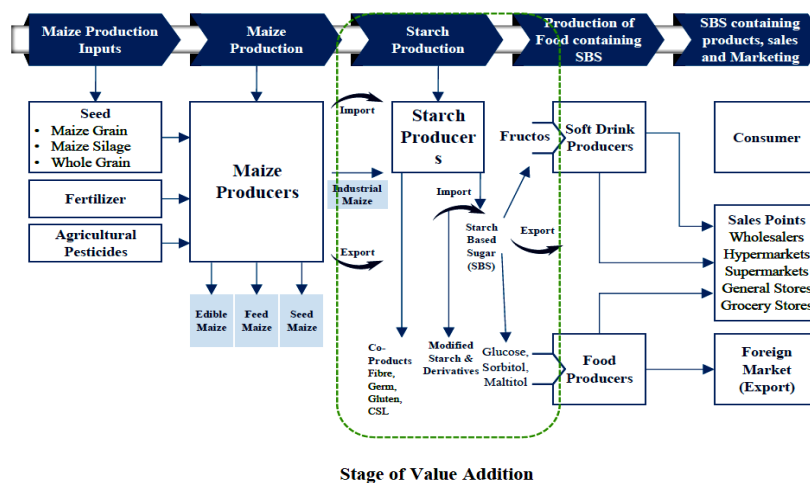 Maize Production
Inputs
Maize
Production
Starch
Production
Production of
Food containing
SBS
SBS containing
products, sales
and Marketing
Seed
• Maize Grain
• Maize Silage
• Whole Grain
Fertilizer
Agricultural
Pesticides
Maize
Producers
Edible
Maize
Feed
Maize
Seed
Maize
Import
Industrial
Maize
Export
Starch
Producer
s
Import
Starch
Based
Sugar
(SBS)
Export
Fructos
Co-
Products
Fibre,
Germ,
Gluten,
CSL
Modified
Starch &
Derivatives
Glucose,
Sorbitol,
Maltitol
Soft Drink
Producers
Food
Producers
Consumer
Sales Points
Wholesalers
Hypermarkets
Supermarkets
General Stores
Grocery Stores
Foreign
Market
(Export)
Stage of Value Addition